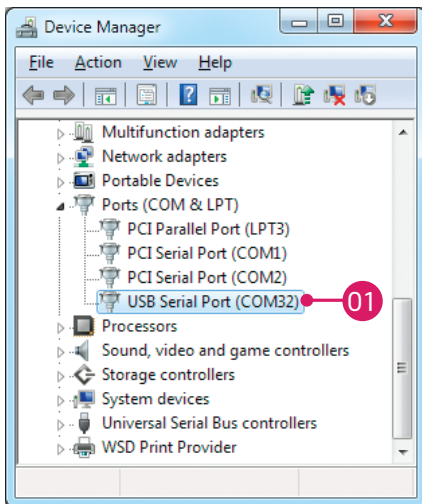 Device Manager
File Action View Help
Multifunction adapters
Network adapters
Portable Devices
Ports (COM & LPT)
PCI Parallel Port (LPT3)
PCI Serial Port (COM1)
PCI Serial Port (COM2)
USB Serial Port (COM32) 01
Processors
Sound, video and game controllers
Storage controllers
System devices
Universal Serial Bus controllers
WSD Print Provider